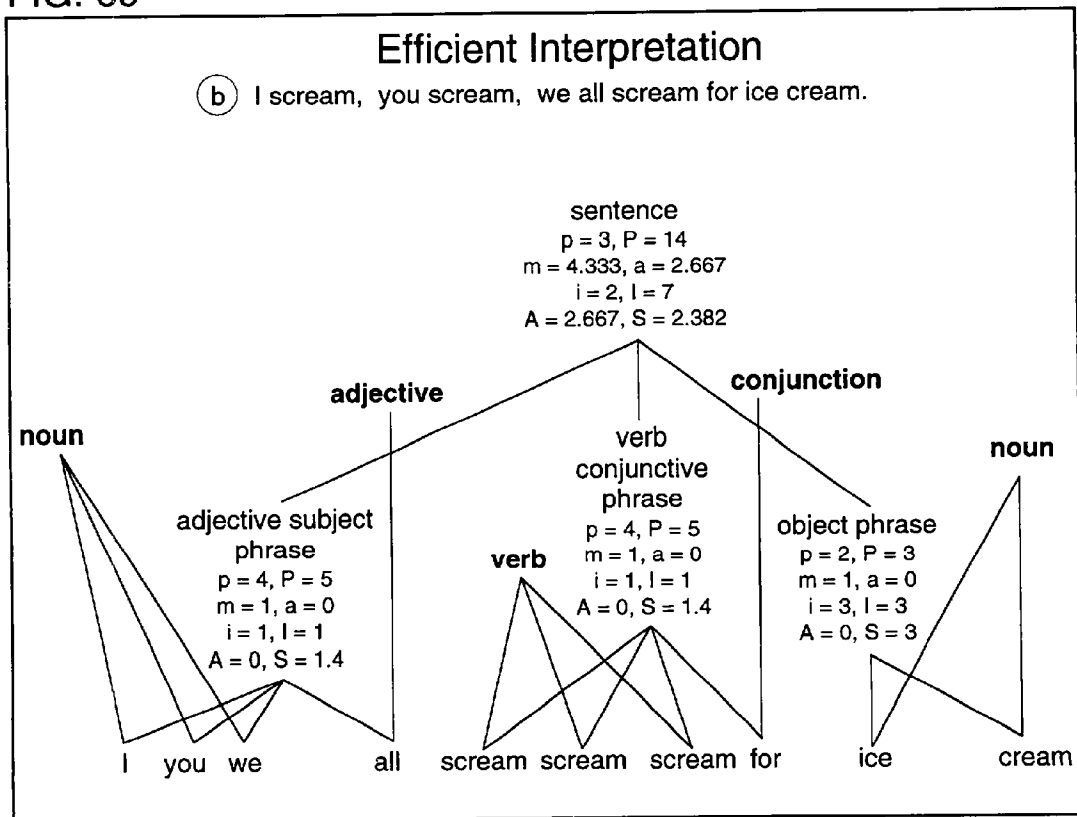 Efficient Interpretation
b I scream, you scream, we all scream for ice cream.
sentence
p = 3, P = 14
m = 4.333, a = 2.667
i = 2, I = 7
A = 2.667, S = 2.382
adjective
conjunction
noun
noun
adjective subject
phrase
p = 4, P = 5
m = 1, a = 0
i = 1, I = 1
A = 0, S = 1.4
verb
verb
conjunctive
phrase
p = 4, P = 5
m = 1, a = 0
i = 1, I = 1
A = 0, S = 1.4
object phrase
p = 2, P = 3
m = 1, a = 0
i = 3, I = 3
A = 0, S = 3
I you we all scream scream scream for ice cream